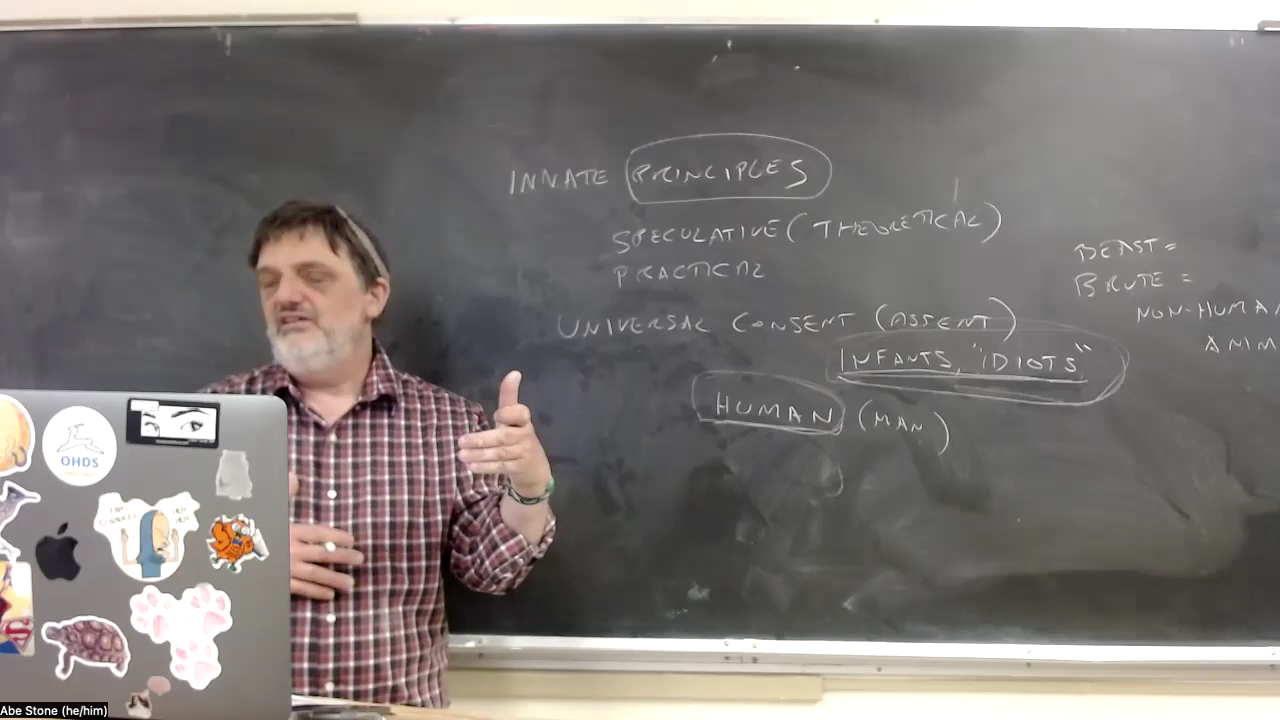 INNATE PRINCIPLES
SPECULATIVE (THEORETICAL)
PRACTICAL
UNIVERSAL CONSENT (ASSENT)
INFANTS, "IDIOTS"
HUMAN (MAN)
BEAST =
BRUTE =
NON-HUMAN
ANIM
OHDS
Abe Stone (he/him)